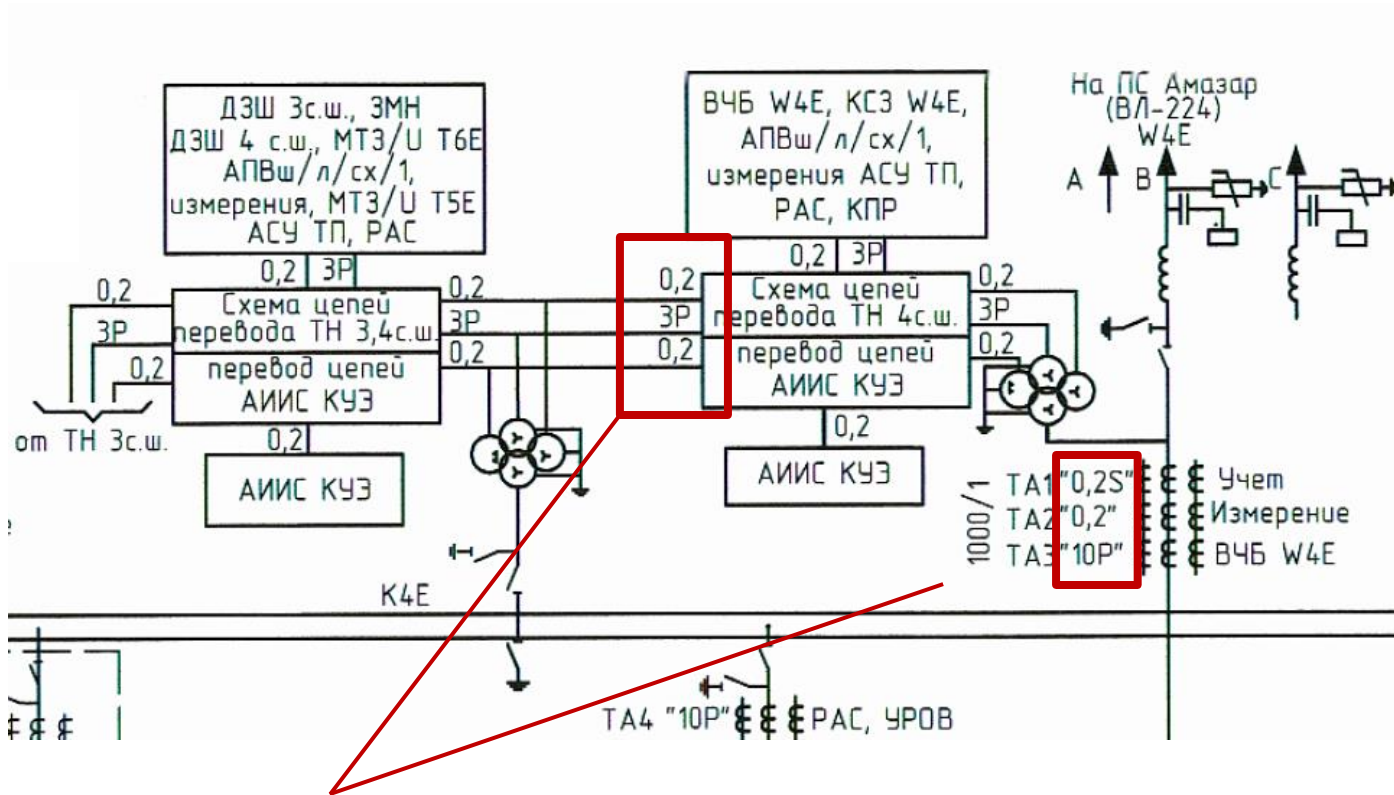 ДЗШ 3с.ш., ЗМН
ДЗШ 4 с.ш., МТЗ/U Т6Е
АПВш/л/сх/1,
измерения, МТЗ/U Т5Е
АСУ ТП, РАС
0,2 3Р
0,2
3Р
0,2
Схема цепей
перевода ТН 3,4с.ш.
перевод цепей
АИИС КУЭ
0,2
3Р
0,2
от ТН 3с.ш.
0,2
АИИС КУЭ
ВЧБ W4E, КСЗ W4E,
АПВш/л/сх/1,
измерения АСУ ТП,
РАС, КПР
0,2 3Р
0,2
3Р
0,2
Схема цепей
перевода ТН 4с.ш.
перевод цепей
АИИС КУЭ
0,2
3Р
0,2
0,2
АИИС КУЭ
На ПС Амазар
(ВЛ-224)
W4E
А В С
1000/1
ТА1 "0,2S" Учет
ТА2 "0,2" Измерение
ТА3 "10Р" ВЧБ W4E
К4Е
ТА4 "10Р" РАС, УРОВ